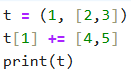 t = (1, [2,3])
t[1] += [4,5]
print(t)